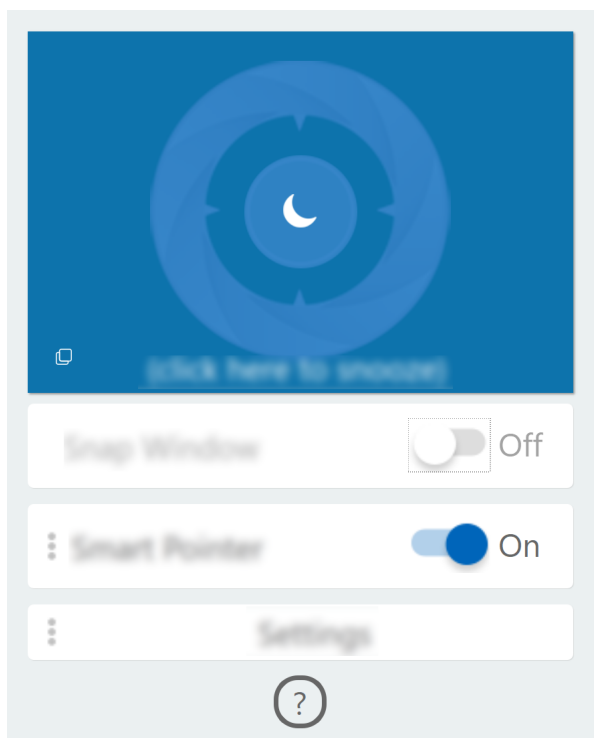 (click here to snooze)
Snap Window Off
Smart Pointer On
Settings
?